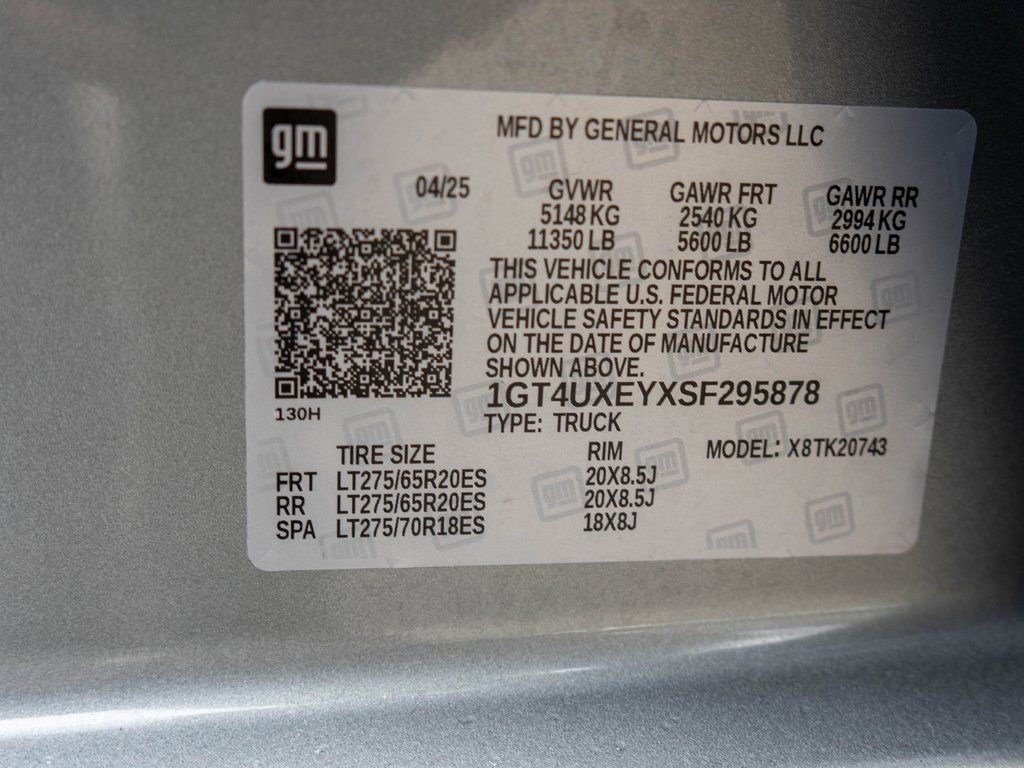 gm
MFD BY GENERAL MOTORS LLC
04/25 GVWR GAWR FRT GAWR RR
5148 KG 2540 KG 2994 KG
11350 LB 5600 LB 6600 LB
THIS VEHICLE CONFORMS TO ALL
APPLICABLE U.S. FEDERAL MOTOR
VEHICLE SAFETY STANDARDS IN EFFECT
ON THE DATE OF MANUFACTURE
SHOWN ABOVE.
1GT4UXEYXSF295878
130H
TYPE: TRUCK
TIRE SIZE RIM MODEL: X8TK20743
FRT LT275/65R20ES 20X8.5J
RR LT275/65R20ES 20X8.5J
SPA LT275/70R18ES 18X8J